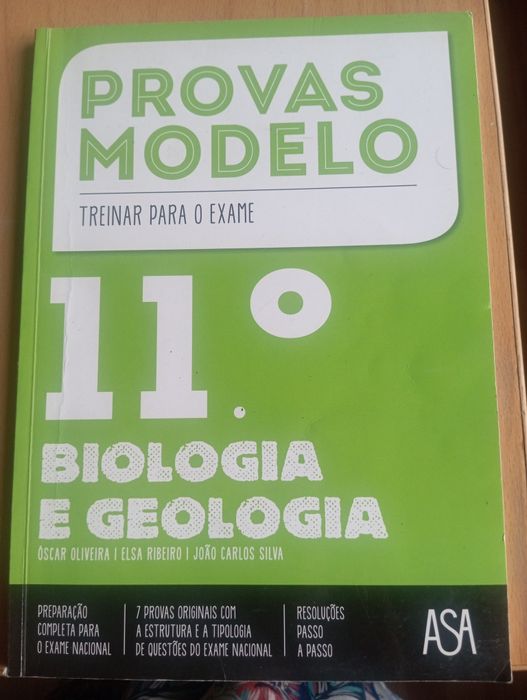 PROVAS
MODELO
TREINAR PARA O EXAME
11.º
BIOLOGIA
E GEOLOGIA
ÓSCAR OLIVEIRA | ELSA RIBEIRO | JOÃO CARLOS SILVA
PREPARAÇÃO
COMPLETA PARA
O EXAME NACIONAL
7 PROVAS ORIGINAIS COM
A ESTRUTURA E A TIPOLOGIA
DE QUESTÕES DO EXAME NACIONAL
RESOLUÇÕES
PASSO
A PASSO
ASA